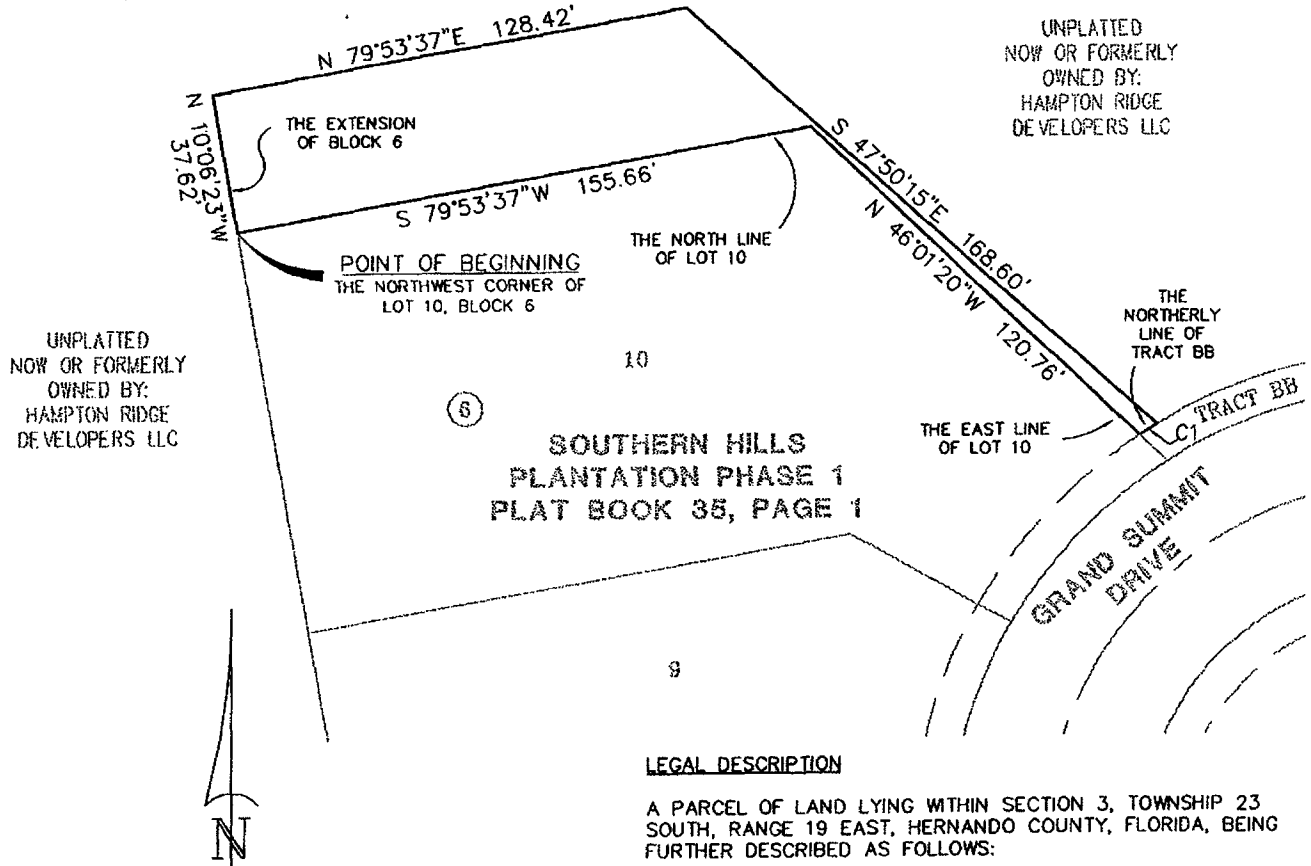 N 79°53'37"E 128.42'
UNPLATTED
NOW OR FORMERLY
OWNED BY:
HAMPTON RIDGE
DEVELOPERS LLC
N 10°06'23"W
37.62'
THE EXTENSION
OF BLOCK 6
S 79°53'37"W 155.66'
THE NORTH LINE
OF LOT 10
S 47°50'15"E 168.60'
N 46°01'20"W 120.76'
POINT OF BEGINNING
THE NORTHWEST CORNER OF
LOT 10, BLOCK 6
THE
NORTHERLY
LINE OF
TRACT BB
UNPLATTED
NOW OR FORMERLY
OWNED BY:
HAMPTON RIDGE
DEVELOPERS LLC
10
6
TRACT BB
C1
THE EAST LINE
OF LOT 10
SOUTHERN HILLS
PLANTATION PHASE 1
PLAT BOOK 35, PAGE 1
GRAND SUMMIT
DRIVE
9
N
LEGAL DESCRIPTION
A PARCEL OF LAND LYING WITHIN SECTION 3, TOWNSHIP 23
SOUTH, RANGE 19 EAST, HERNANDO COUNTY, FLORIDA, BEING
FURTHER DESCRIBED AS FOLLOWS: